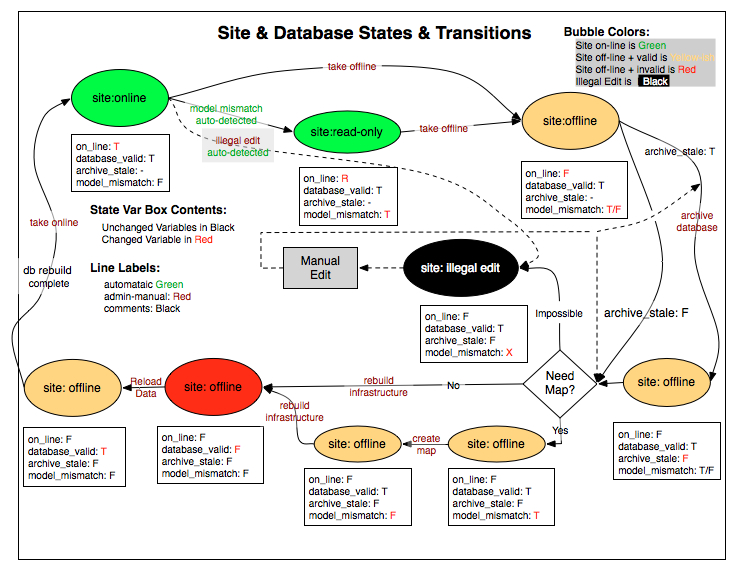 Site & Database States & Transitions
Bubble Colors:
Site on-line is Green
Site off-line + valid is Yellow-ish
Site off-line + invalid is Red
Illegal Edit is Black
take offline
site:online
model mismatch
auto-detected
illegal edit
auto-detected
site:read-only
take offline
site:offline
archive_stale: T
on_line: T
database_valid: T
archive_stale: -
model_mismatch: F
on_line: R
database_valid: T
archive_stale: -
model_mismatch: T
on_line: F
database_valid: T
archive_stale: -
model_mismatch: T/F
archive
database
take online
State Var Box Contents:
Unchanged Variables in Black
Changed Variable in Red
Line Labels:
automataic Green
admin-manual: Red
comments: Black
db rebuild
complete
Manual
Edit
site: illegal edit
on_line: F
database_valid: T
archive_stale: F
model_mismatch: X
Impossible
archive_stale: F
Need
Map?
No
Yes
site: offline
on_line: F
database_valid: T
archive_stale: F
model_mismatch: T/F
rebuild
infrastructure
rebuild
infrastructure
site: offline
Reload
Data
site: offline
on_line: F
database_valid: T
archive_stale: F
model_mismatch: F
on_line: F
database_valid: F
archive_stale: F
model_mismatch: F
site: offline
create
map
site: offline
on_line: F
database_valid: T
archive_stale: F
model_mismatch: F
on_line: F
database_valid: T
archive_stale: F
model_mismatch: T